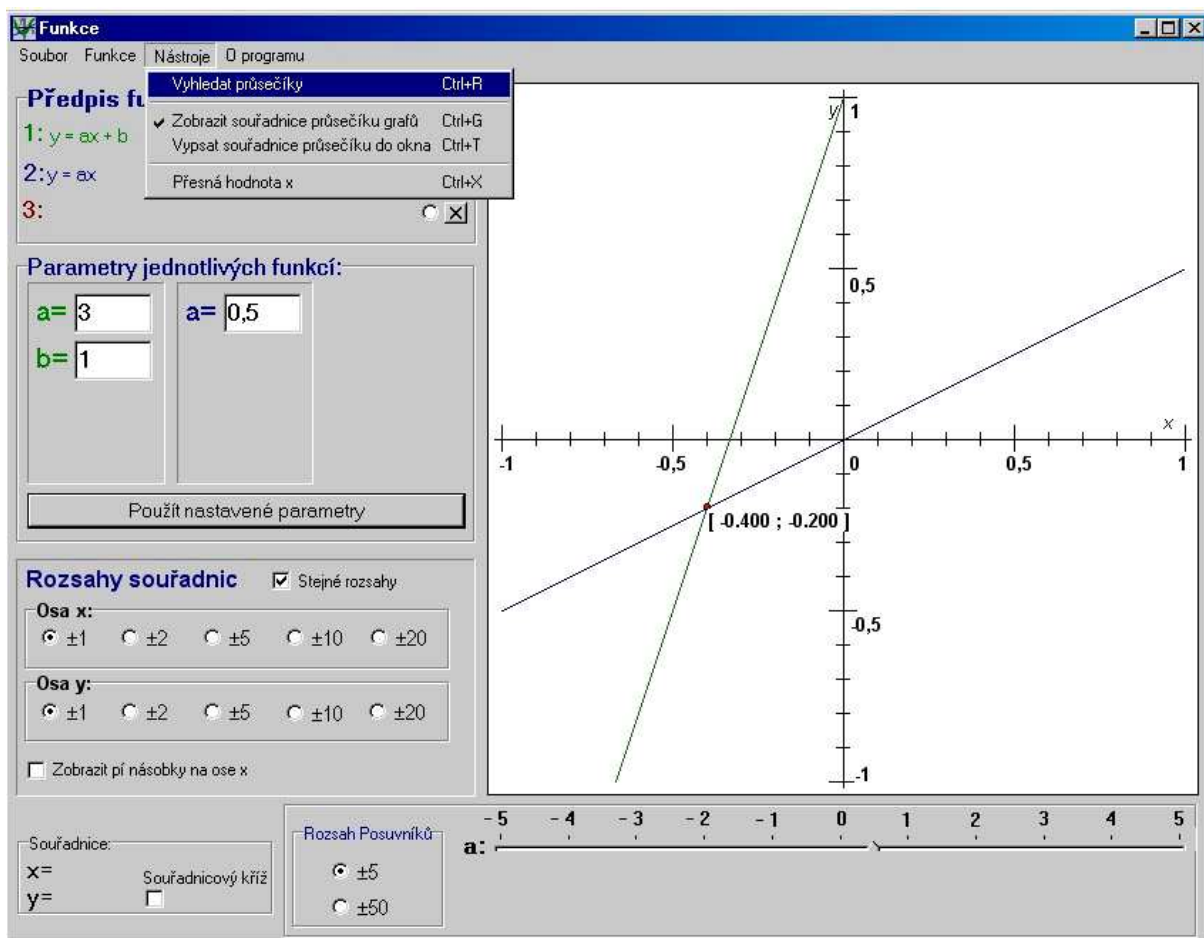 Funkce
Soubor Funkce Nástroje O programu
Vyhledat průsečíky Ctrl+R
Zobrazit souřadnice průsečíku grafů Ctrl+G
Vypsat souřadnice průsečíku do okna Ctrl+T
Přesná hodnota x Ctrl+X
Předpis fu
1: y = ax + b
2: y = ax
3:
Parametry jednotlivých funkcí:
a= 3 a= 0,5
b= 1
Použít nastavené parametry
Rozsahy souřadnic Stejné rozsahy
Osa x:
±1 ±2 ±5 ±10 ±20
Osa y:
±1 ±2 ±5 ±10 ±20
Zobrazit pí násobky na ose x
y 1
0,5
x
-1 -0,5 0 0,5 1
[ -0.400 ; -0.200 ]
-0,5
-1
Souřadnice:
x=
y=
Souřadnicový kříž
Rozsah Posuvníků
±5
±50
-5 -4 -3 -2 -1 0 1 2 3 4 5
a: